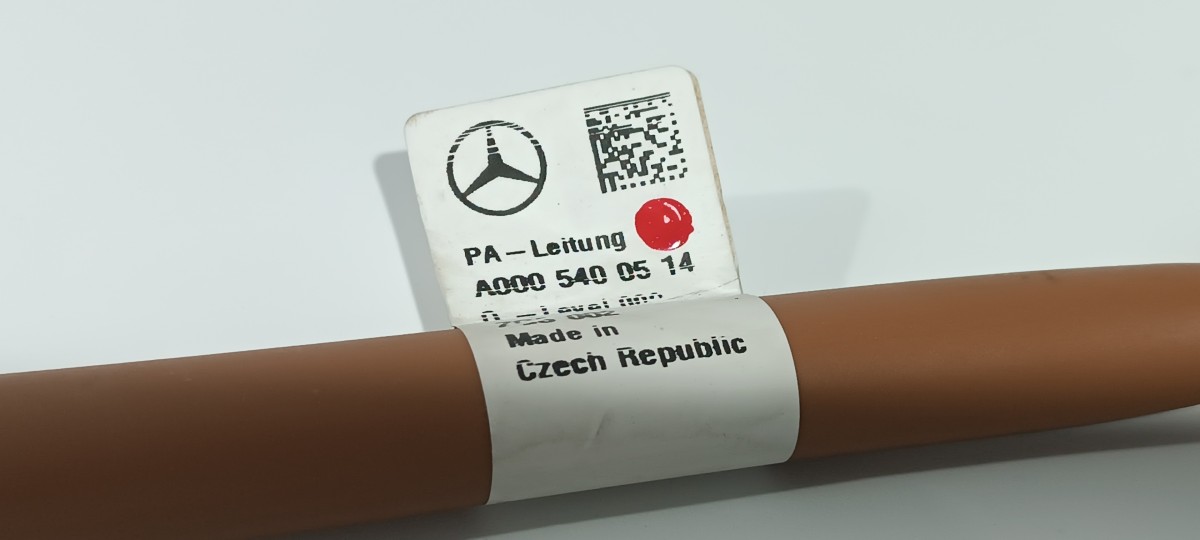 PA-Leitung
A000 540 05 14
Made in
Czech Republic